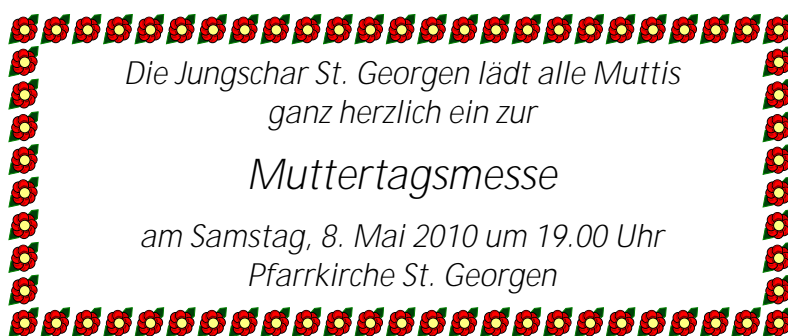 Die Jungschar St. Georgen lädt alle Muttis
ganz herzlich ein zur
Muttertagsmesse
am Samstag, 8. Mai 2010 um 19.00 Uhr
Pfarrkirche St. Georgen